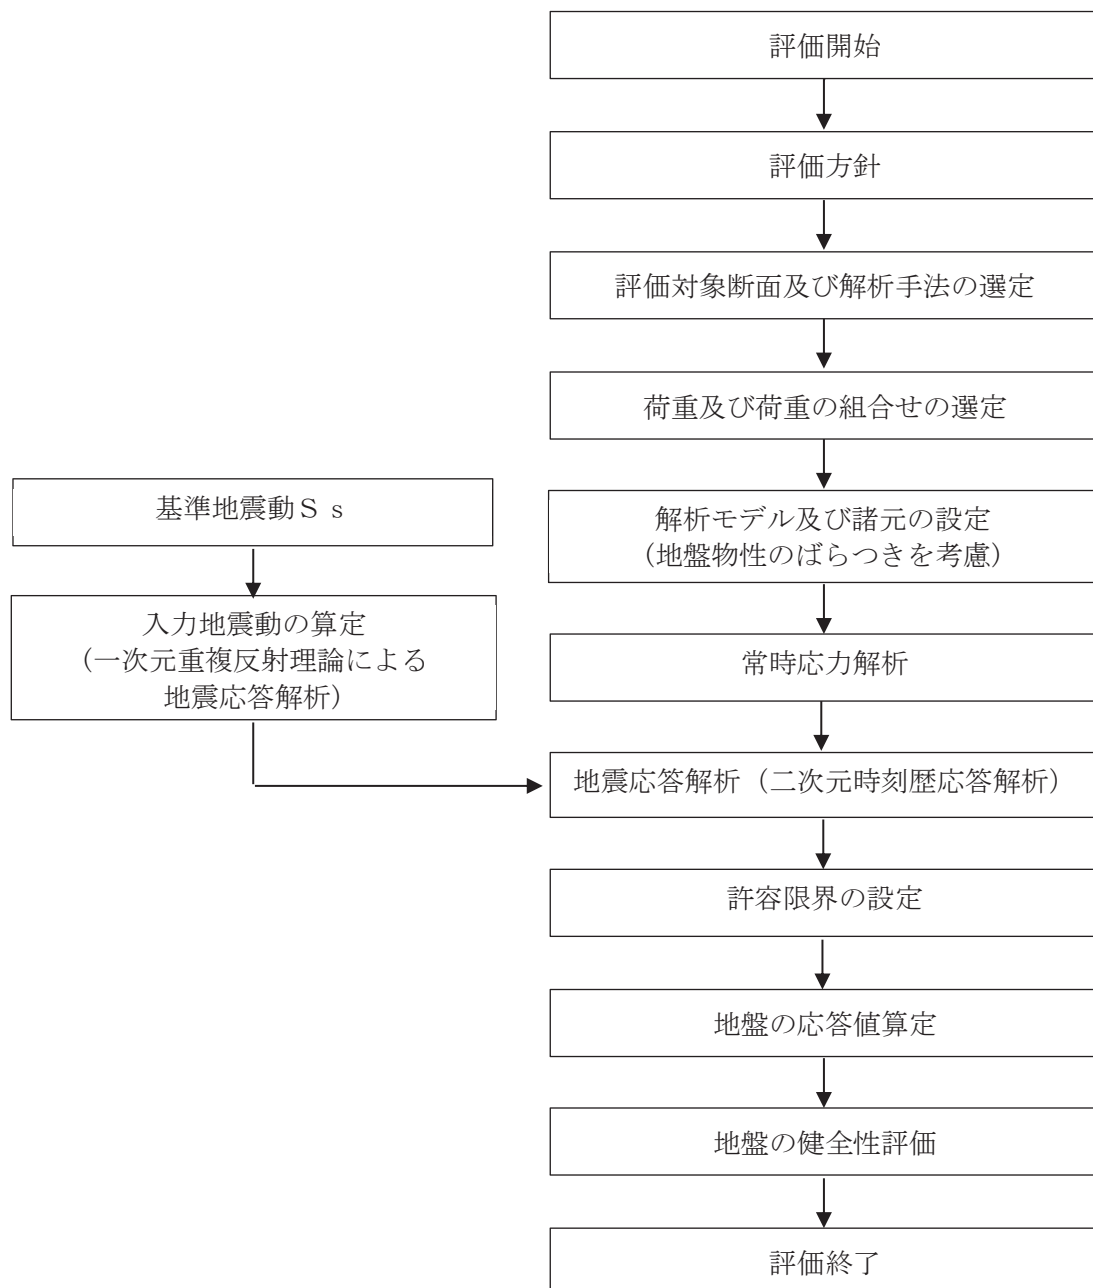 評価開始
評価方針
評価対象断面及び解析手法の選定
荷重及び荷重の組合せの選定
基準地震動Ｓｓ
解析モデル及び諸元の設定
（地盤物性のばらつきを考慮）
入力地震動の算定
（一次元重複反射理論による
地震応答解析）
常時応力解析
地震応答解析（二次元時刻歴応答解析）
許容限界の設定
地盤の応答値算定
地盤の健全性評価
評価終了